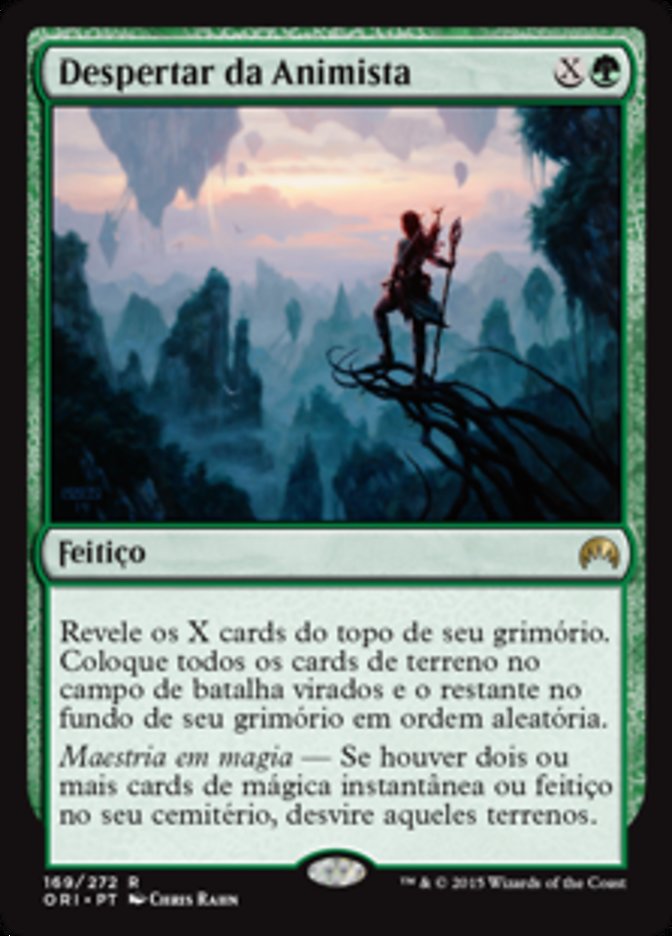 Despertar da Animista
X
Feitiço
Revele os X cards do topo de seu grimório.
Coloque todos os cards de terreno no
campo de batalha virados e o restante no
fundo de seu grimório em ordem aleatória.
Maestria em magia — Se houver dois ou
mais cards de mágica instantânea ou feitiço
no seu cemitério, desvire aqueles terrenos.
169/272 R
ORI • PT Chris Rahn
™ & © 2015 Wizards of the Coast